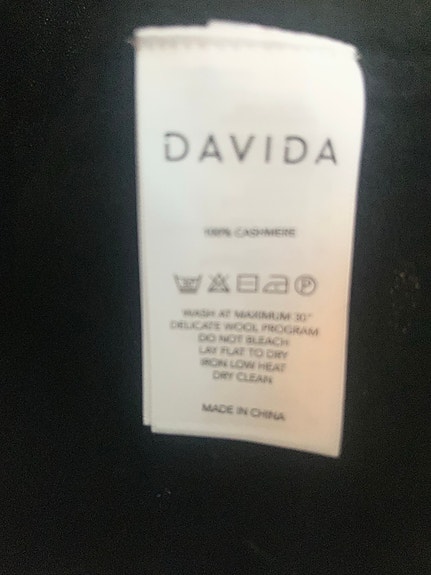 DAVIDA
100% CASHMERE
P
WASH AT MAXIMUM 30°
DELICATE WOOL PROGRAM
DO NOT BLEACH
LAY FLAT TO DRY
IRON LOW HEAT
DRY CLEAN
MADE IN CHINA